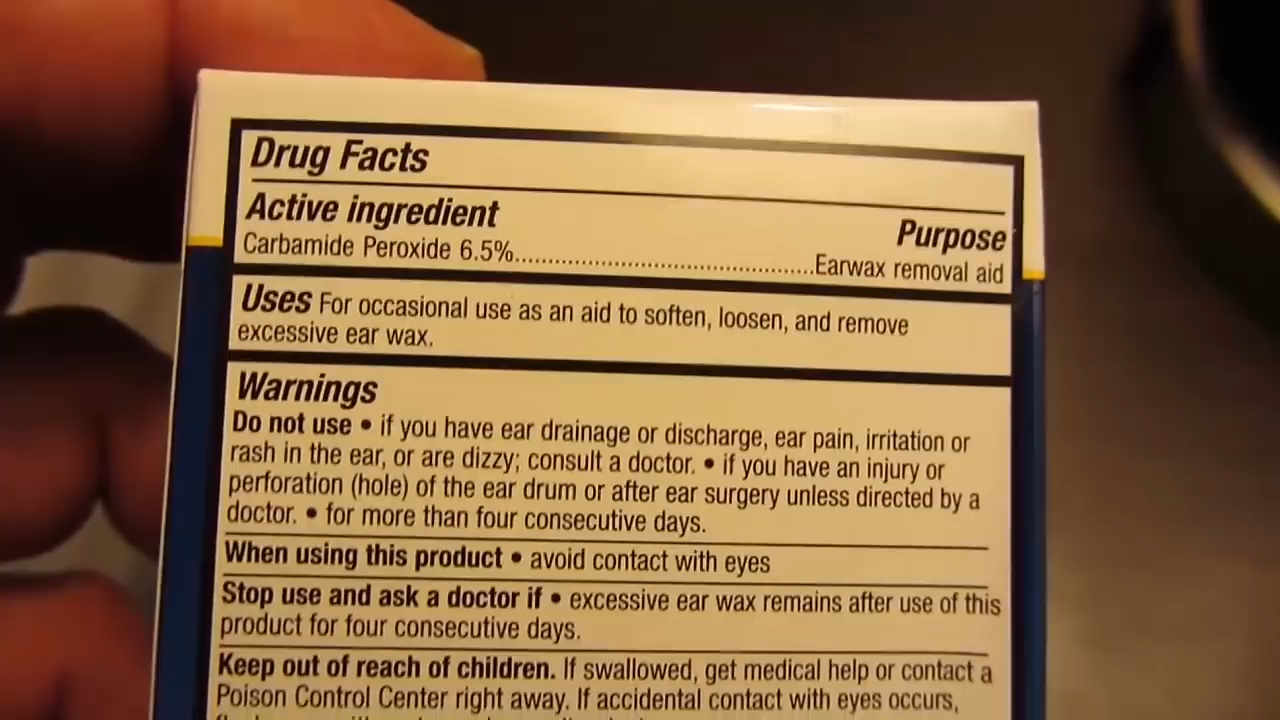 Drug Facts
Active ingredient Purpose
Carbamide Peroxide 6.5%..........................................Earwax removal aid
Uses For occasional use as an aid to soften, loosen, and remove
excessive ear wax.
Warnings
Do not use • if you have ear drainage or discharge, ear pain, irritation or
rash in the ear, or are dizzy; consult a doctor. • if you have an injury or
perforation (hole) of the ear drum or after ear surgery unless directed by a
doctor. • for more than four consecutive days.
When using this product • avoid contact with eyes
Stop use and ask a doctor if • excessive ear wax remains after use of this
product for four consecutive days.
Keep out of reach of children. If swallowed, get medical help or contact a
Poison Control Center right away. If accidental contact with eyes occurs,